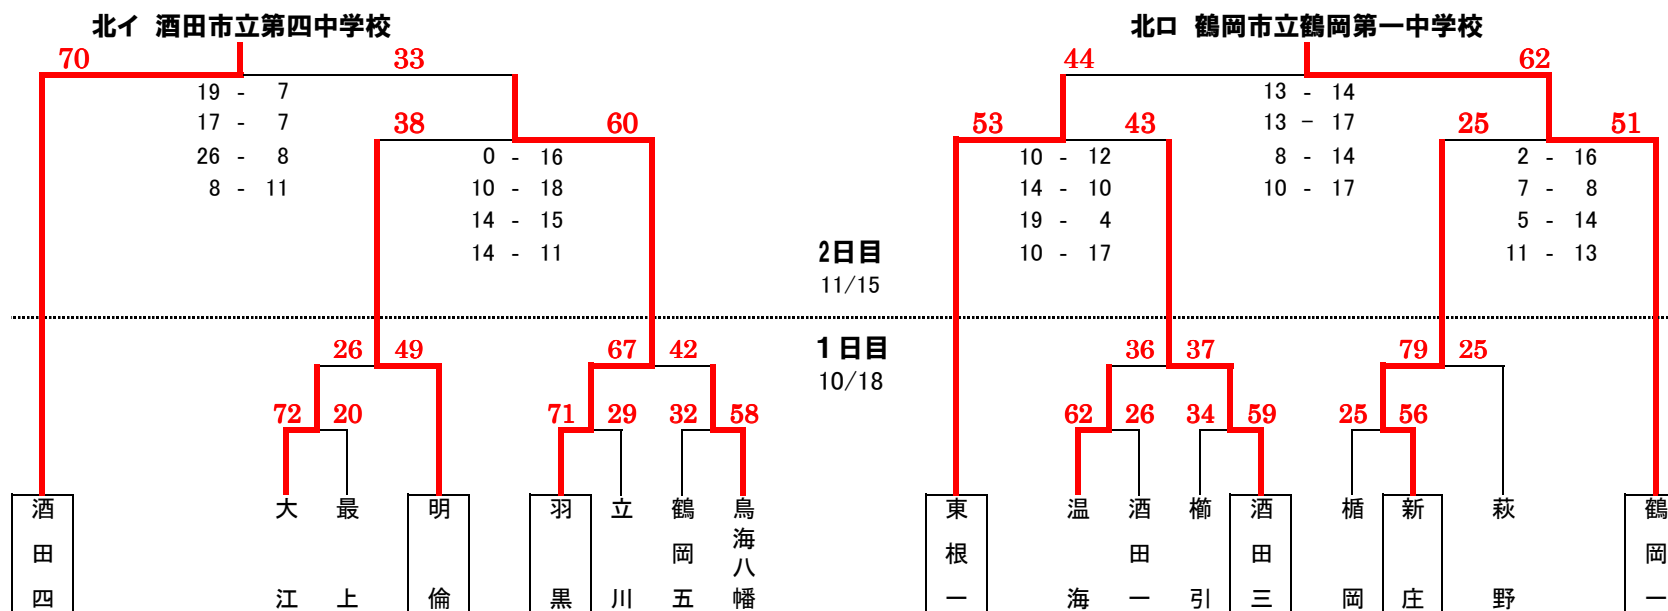 北イ 酒田市立第四中学校
北ロ 鶴岡市立鶴岡第一中学校
70 33
44 62
19 - 7
17 - 7
26 - 8
8 - 11
13 - 14
13 - 17
8 - 14
10 - 17
38 60
53 43
25 51
0 - 16
10 - 18
14 - 15
14 - 11
10 - 12
14 - 10
19 - 4
10 - 17
2 - 16
7 - 8
5 - 14
11 - 13
2日目
11/15
1日目
10/18
26 49
67 42
36 37
79 25
72 20
71 29
32 58
62 26
34 59
25 56
酒田四
大江
最上
明倫
羽黒
立川
鶴岡五
鳥海八幡
東根一
温海
酒田一
櫛引
酒田三
楯岡
新庄
萩野
鶴岡一